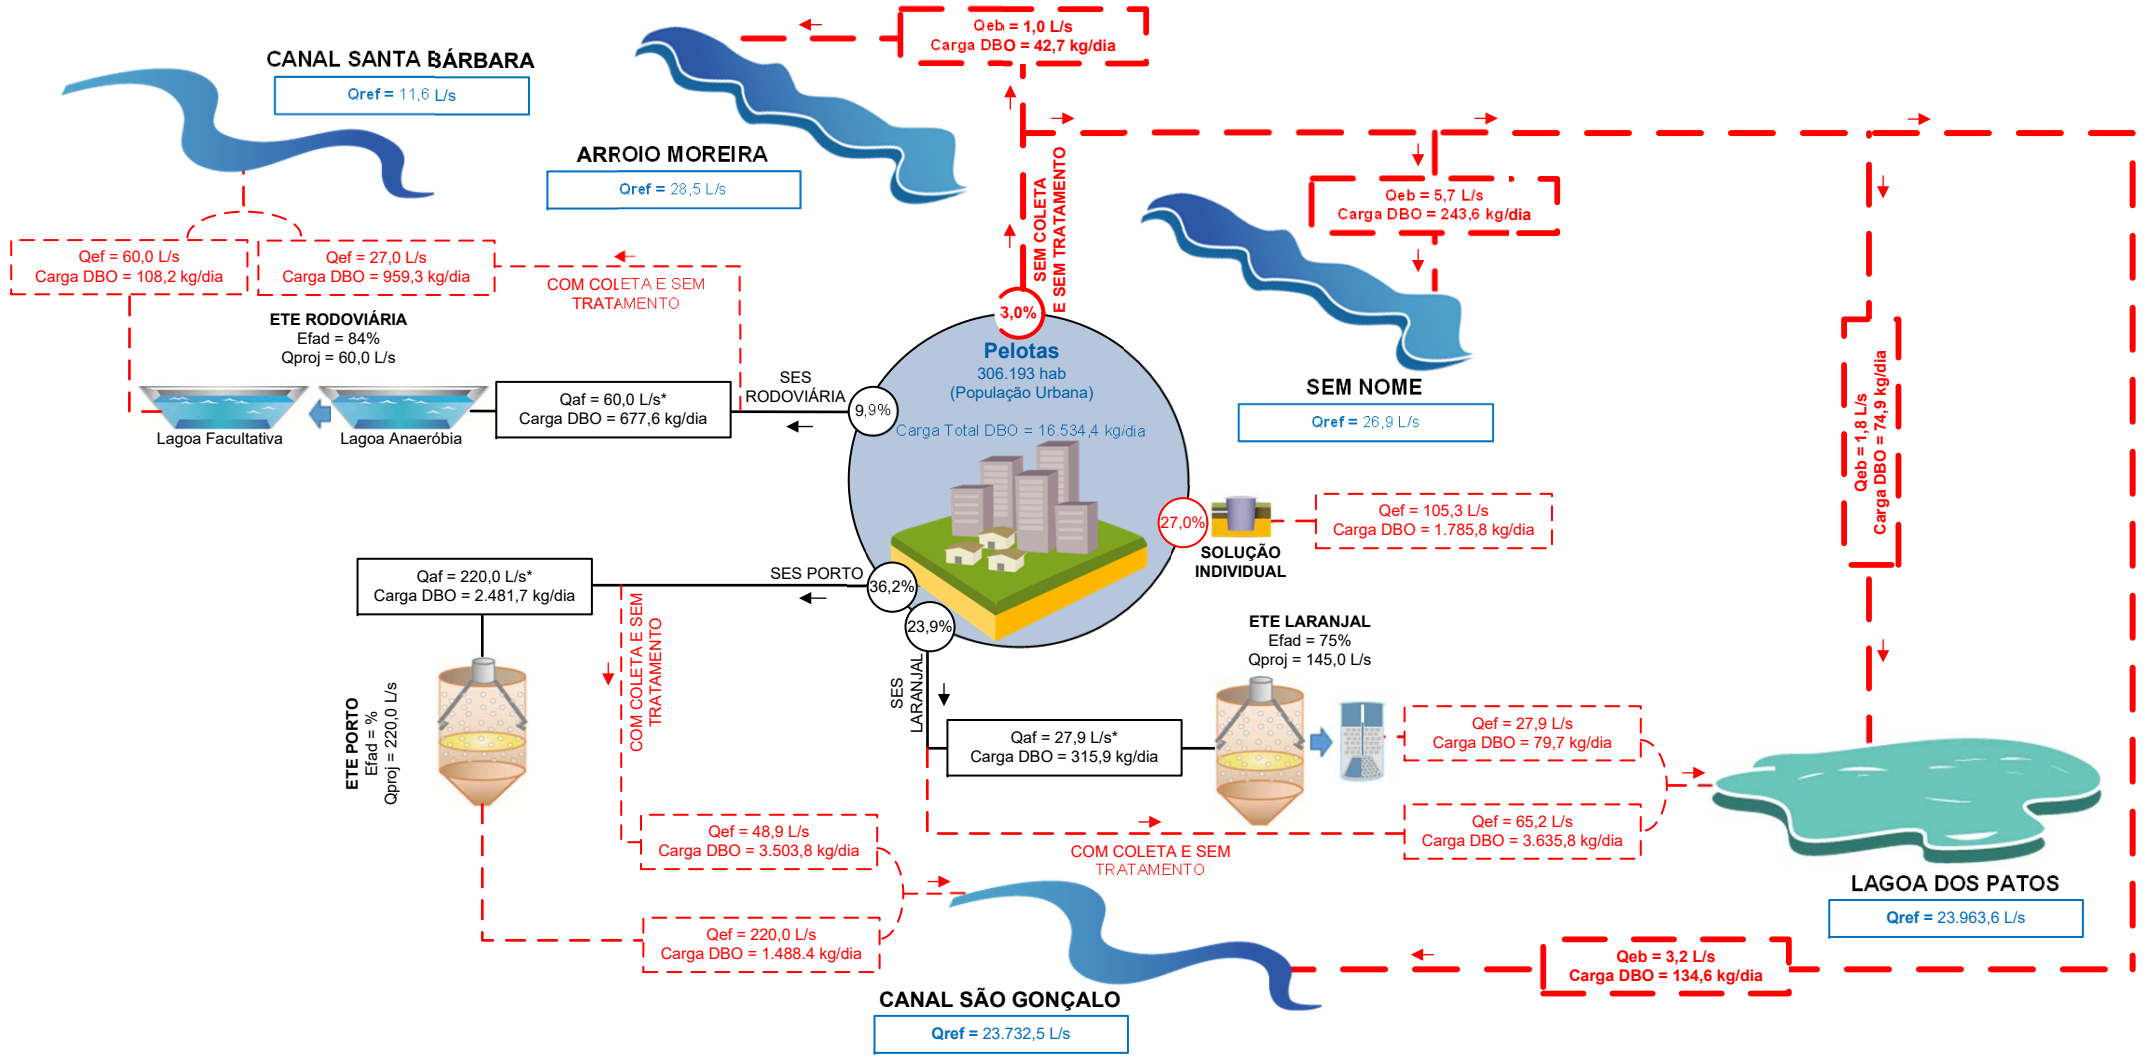 Qeb = 1,0 L/s
Carga DBO = 42,7 kg/dia
CANAL SANTA BÁRBARA
Qref = 11,6 L/s
ARROIO MOREIRA
Qref = 28,5 L/s
SEM COLETA
E SEM TRATAMENTO
Qeb = 5,7 L/s
Carga DBO = 243,6 kg/dia
Qef = 60,0 L/s
Carga DBO = 108,2 kg/dia
Qef = 27,0 L/s
Carga DBO = 959,3 kg/dia
COM COLETA E SEM
TRATAMENTO
ETE RODOVIÁRIA
Efad = 84%
Qproj = 60,0 L/s
3,0%
Pelotas
306.193 hab
(População Urbana)
Carga Total DBO = 16.534,4 kg/dia
SEM NOME
Qref = 26,9 L/s
Qeb = 1,8 L/s
Carga DBO = 74,9 kg/dia
SES
RODOVIÁRIA
9,9%
Qaf = 60,0 L/s*
Carga DBO = 677,6 kg/dia
Lagoa Facultativa
Lagoa Anaeróbia
27,0%
SOLUÇÃO
INDIVIDUAL
Qef = 105,3 L/s
Carga DBO = 1.785,8 kg/dia
Qaf = 220,0 L/s*
Carga DBO = 2.481,7 kg/dia
SES PORTO
36,2%
23,9%
COM COLETA E SEM
TRATAMENTO
SES
LARANJAL
ETE LARANJAL
Efad = 75%
Qproj = 145,0 L/s
ETE PORTO
Efad = %
Qproj = 220,0 L/s
Qaf = 27,9 L/s*
Carga DBO = 315,9 kg/dia
Qef = 27,9 L/s
Carga DBO = 79,7 kg/dia
Qef = 48,9 L/s
Carga DBO = 3.503,8 kg/dia
COM COLETA E SEM
TRATAMENTO
Qef = 65,2 L/s
Carga DBO = 3.635,8 kg/dia
LAGOA DOS PATOS
Qref = 23.963,6 L/s
Qef = 220,0 L/s
Carga DBO = 1.488.4 kg/dia
Qeb = 3,2 L/s
Carga DBO = 134,6 kg/dia
CANAL SÃO GONÇALO
Qref = 23.732,5 L/s